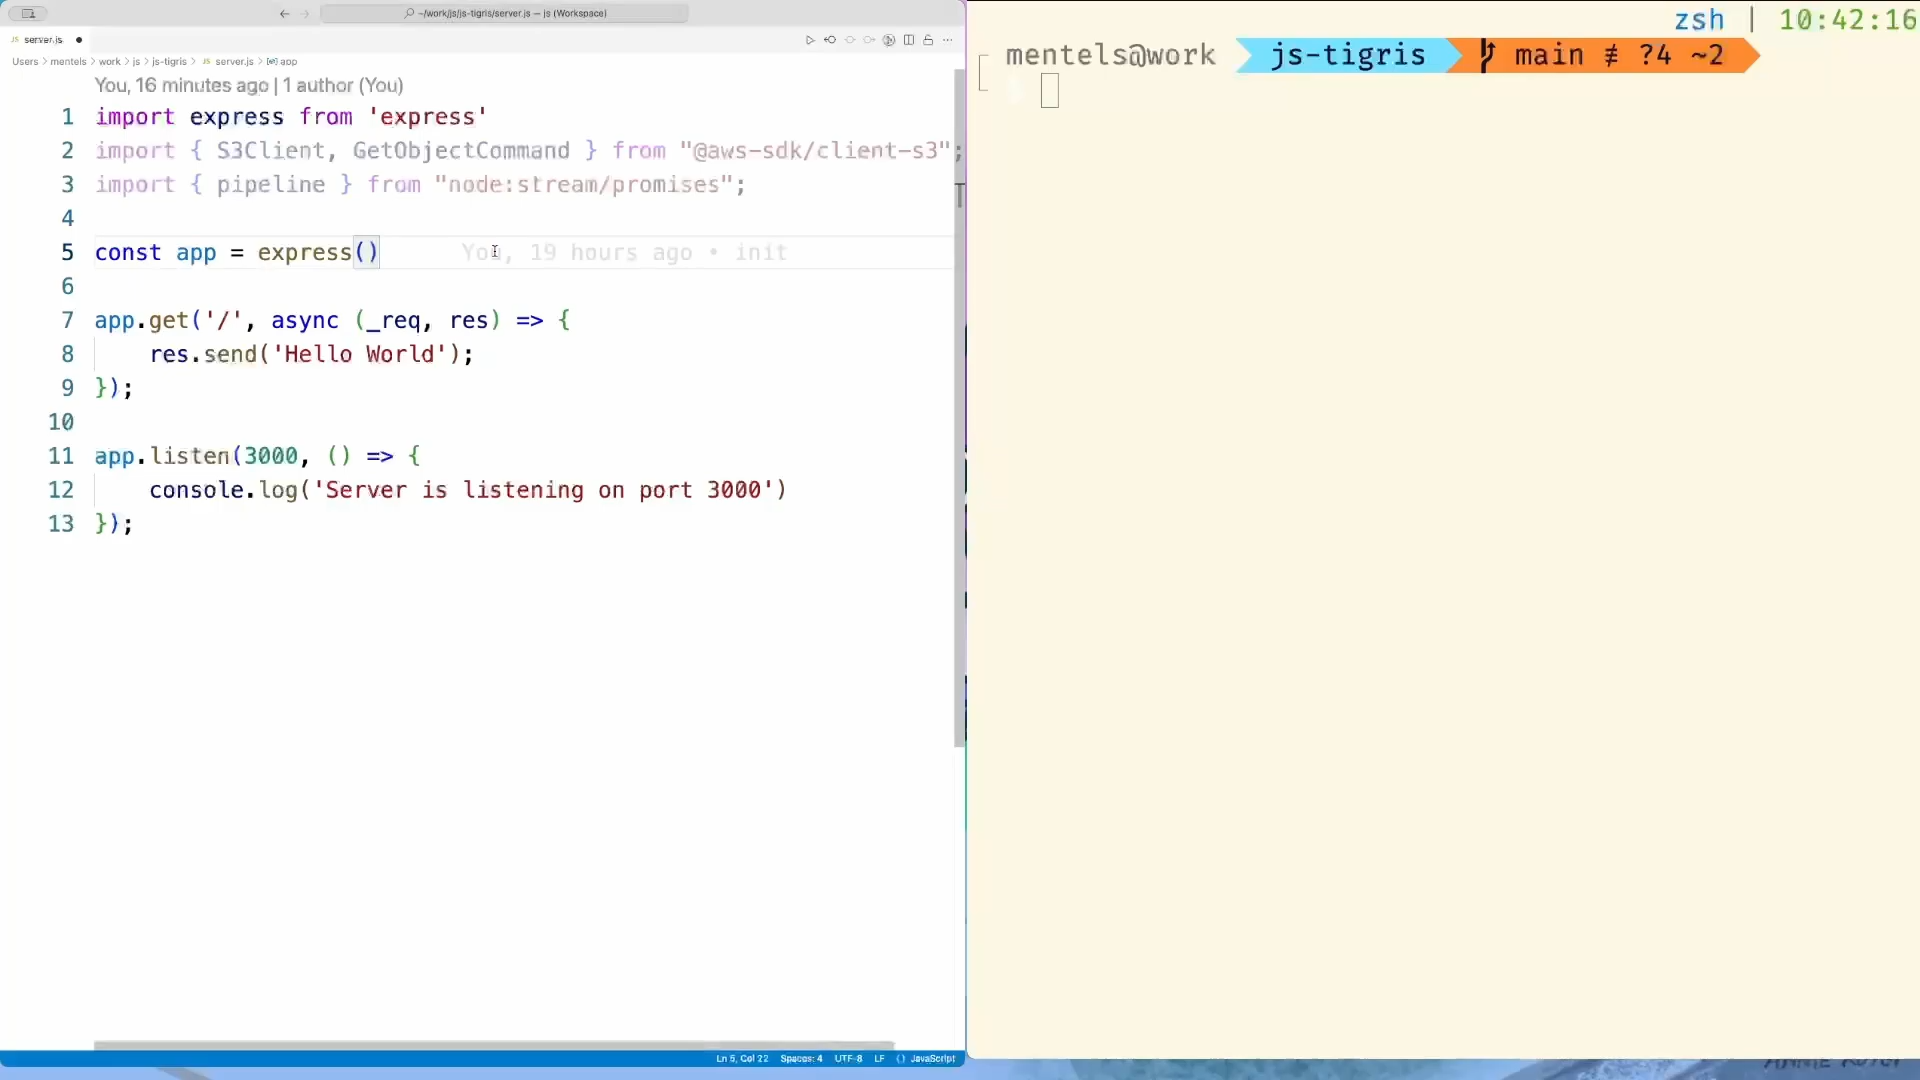 ~/work/js/js-tigris/server.js — js (Workspace)
JS server.js
Users > mentels > work > js > js-tigris > JS server.js > app
You, 16 minutes ago | 1 author (You)
1 import express from 'express'
2 import { S3Client, GetObjectCommand } from "@aws-sdk/client-s3";
3 import { pipeline } from "node:stream/promises";
4
5 const app = express() You, 19 hours ago • init
6
7 app.get('/', async (_req, res) => {
8 res.send('Hello World');
9 });
10
11 app.listen(3000, () => {
12 console.log('Server is listening on port 3000')
13 });
Ln 5, Col 22 Spaces: 4 UTF-8 LF {} JavaScript
zsh | 10:42:16
mentels@work js-tigris main ≢ ?4 ~2